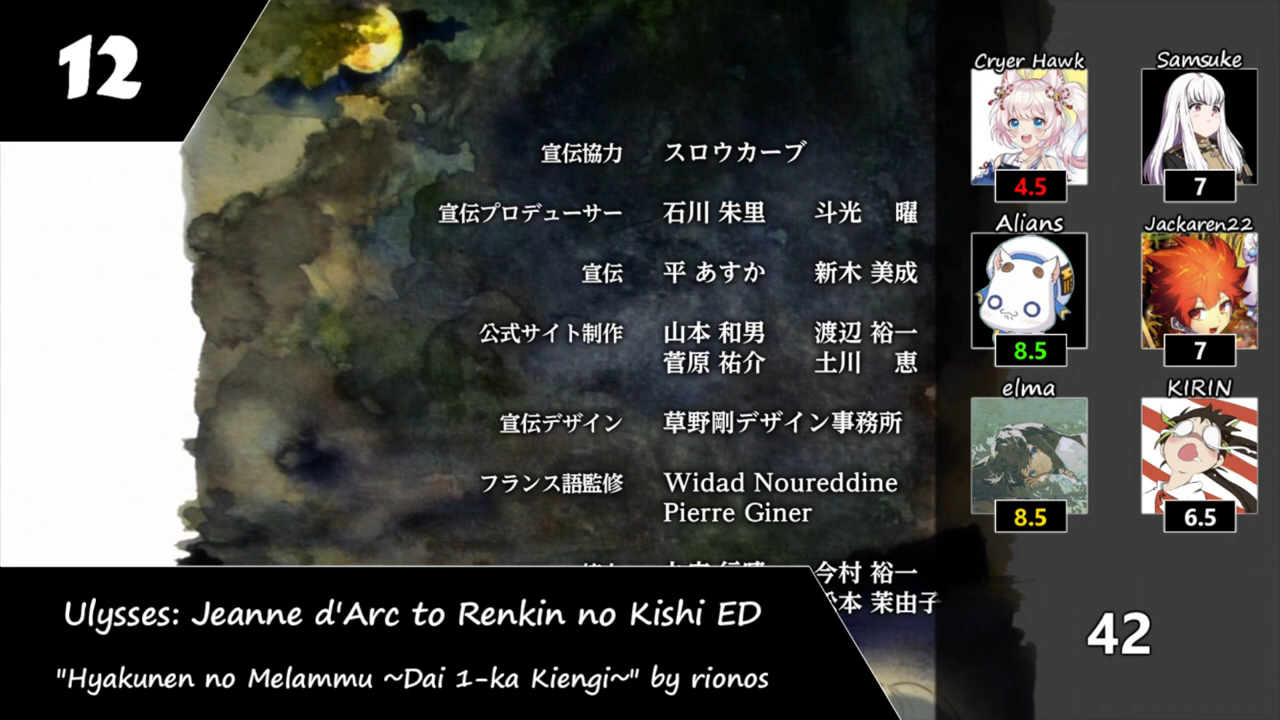 12
宣伝協力 スロウカーブ
宣伝プロデューサー 石川 朱里 斗光 曜
宣伝 平 あすか 新木 美成
公式サイト制作 山本 和男 渡辺 裕一
菅原 祐介 土川 恵
宣伝デザイン 草野剛デザイン事務所
フランス語監修 Widad Noureddine
Pierre Giner
今村 裕一
本 茉由子
Cryer Hawk
4.5
Samsuke
7
Alians
8.5
Jackaren22
7
elma
8.5
KIRIN
6.5
42
Ulysses: Jeanne d'Arc to Renkin no Kishi ED
"Hyakunen no Melammu ~Dai 1-ka Kiengi~" by rionos